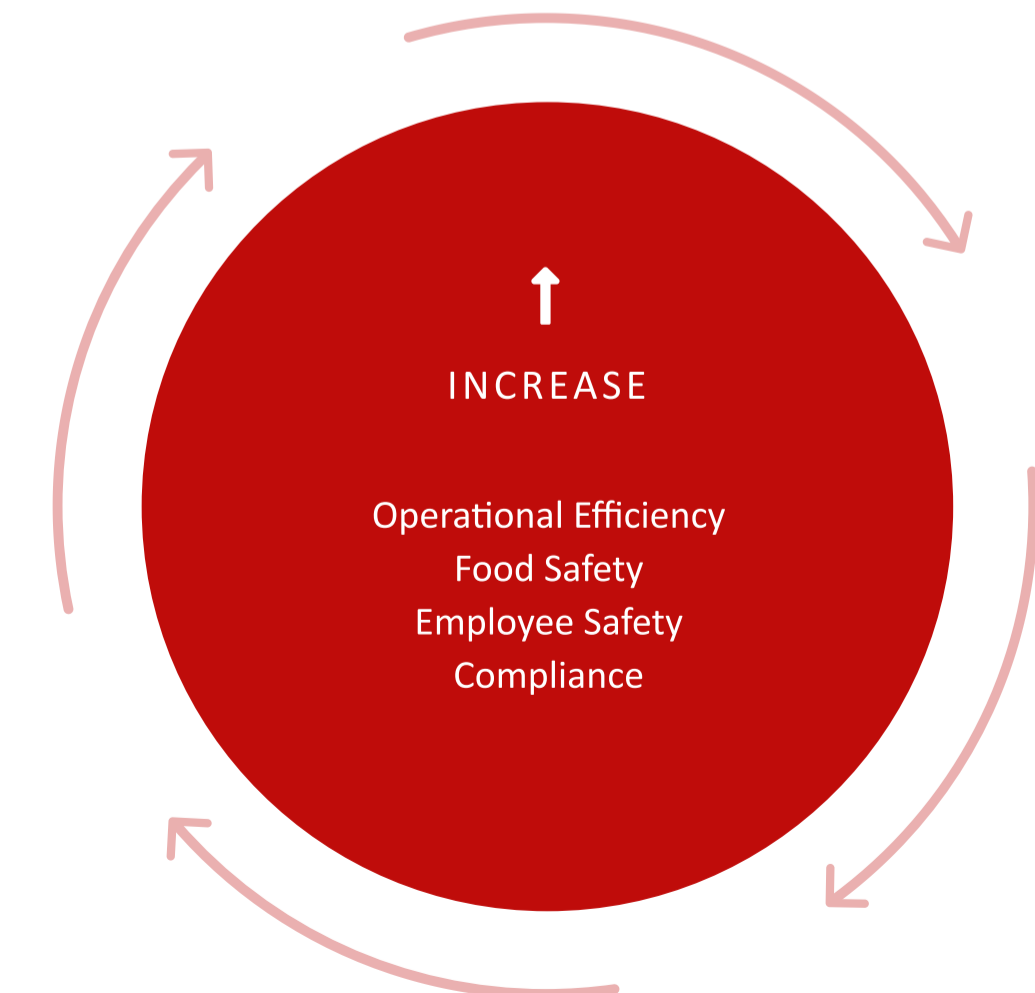 INCREASE
Operational Efficiency
Food Safety
Employee Safety
Compliance